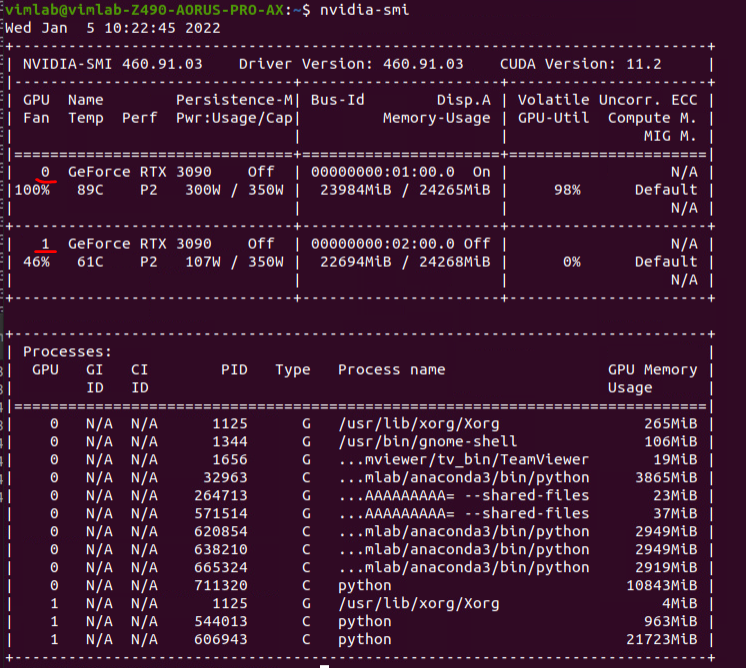 vimlab@vimlab-Z490-AORUS-PRO-AX:~$ nvidia-smi
Wed Jan  5 10:22:45 2022
+-----------------------------------------------------------------------------+
| NVIDIA-SMI 460.91.03    Driver Version: 460.91.03    CUDA Version: 11.2     |
|-------------------------------+----------------------+----------------------+
| GPU  Name        Persistence-M| Bus-Id        Disp.A | Volatile Uncorr. ECC |
| Fan  Temp  Perf  Pwr:Usage/Cap|         Memory-Usage | GPU-Util  Compute M. |
|                               |                      |               MIG M. |
|===============================+======================+======================|
|   0  GeForce RTX 3090    Off  | 00000000:01:00.0  On |                  N/A |
|100%   89C    P2   300W / 350W |  23984MiB / 24265MiB |     98%      Default |
|                               |                      |                  N/A |
+-------------------------------+----------------------+----------------------+
|   1  GeForce RTX 3090    Off  | 00000000:02:00.0 Off |                  N/A |
| 46%   61C    P2   107W / 350W |  22694MiB / 24268MiB |      0%      Default |
|                               |                      |                  N/A |
+-------------------------------+----------------------+----------------------+

+-----------------------------------------------------------------------------+
| Processes:                                                                  |
|  GPU   GI   CI        PID   Type   Process name                  GPU Memory |
|        ID   ID                                                   Usage      |
|=============================================================================|
|    0   N/A  N/A      1125      G   /usr/lib/xorg/Xorg                265MiB |
|    0   N/A  N/A      1344      G   /usr/bin/gnome-shell              106MiB |
|    0   N/A  N/A      1656      G   ...mviewer/tv_bin/TeamViewer       19MiB |
|    0   N/A  N/A     32963      C   ...mlab/anaconda3/bin/python     3865MiB |
|    0   N/A  N/A    264713      G   ...AAAAAAAAA= --shared-files       23MiB |
|    0   N/A  N/A    571514      G   ...AAAAAAAAA= --shared-files       37MiB |
|    0   N/A  N/A    620854      C   ...mlab/anaconda3/bin/python     2949MiB |
|    0   N/A  N/A    638210      C   ...mlab/anaconda3/bin/python     2949MiB |
|    0   N/A  N/A    665324      C   ...mlab/anaconda3/bin/python     2919MiB |
|    0   N/A  N/A    711320      C   python                          10843MiB |
|    1   N/A  N/A      1125      G   /usr/lib/xorg/Xorg                  4MiB |
|    1   N/A  N/A    544013      C   python                            963MiB |
|    1   N/A  N/A    606943      C   python                          21723MiB |
+-----------------------------------------------------------------------------+